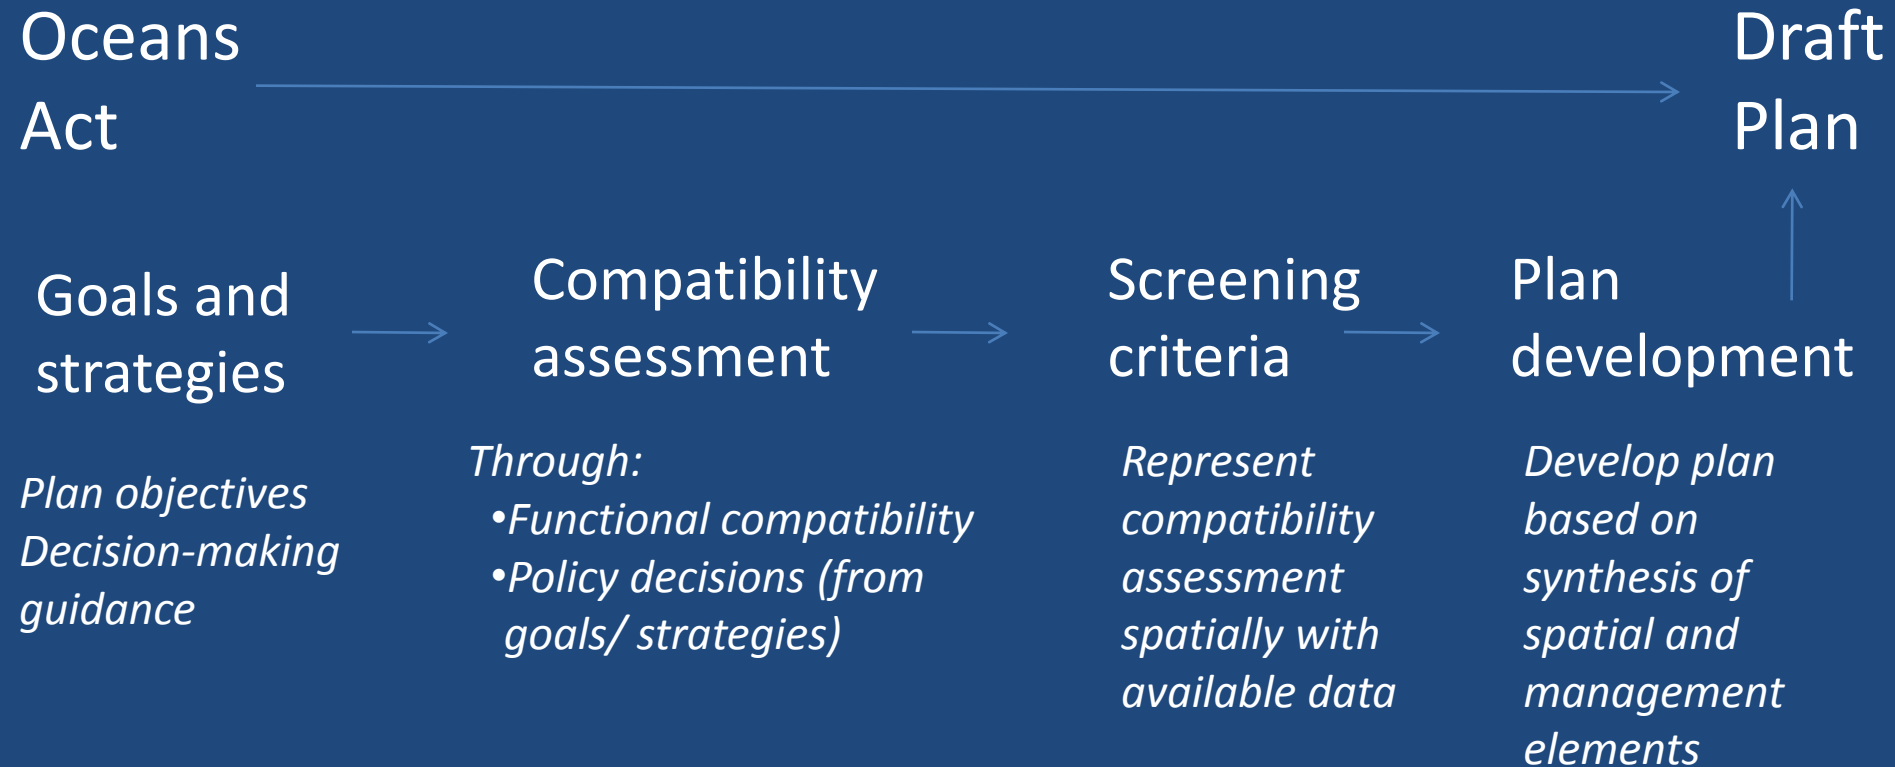 Oceans
Act
Draft
Plan
Goals and
strategies
Compatibility
assessment
Screening
criteria
Plan
development
Plan objectives
Decision-making
guidance
Through:
•Functional compatibility
•Policy decisions (from
goals/ strategies)
Represent
compatibility
assessment
spatially with
available data
Develop plan
based on
synthesis of
spatial and
management
elements